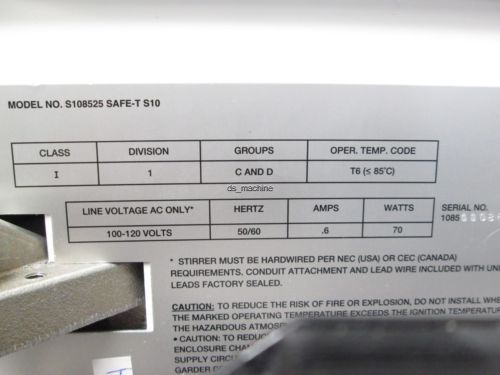 MODEL NO. S108525 SAFE-T S10
CLASS DIVISION GROUPS OPER. TEMP. CODE
I 1 C AND D T6 (≤ 85°C)
ds_machine
LINE VOLTAGE AC ONLY* HERTZ AMPS WATTS SERIAL NO.
100-120 VOLTS 50/60 .6 70 1085
* STIRRER MUST BE HARDWIRED PER NEC (USA) OR CEC (CANADA)
REQUIREMENTS. CONDUIT ATTACHMENT AND LEAD WIRE INCLUDED WITH
LEADS FACTORY SEALED.
CAUTION: TO REDUCE THE RISK OF FIRE OR EXPLOSION, DO NOT INSTALL
THE MARKED OPERATING TEMPERATURE EXCEEDS THE IGNITION
THE HAZARDOUS
• CAUTION: TO REDUCE
ENCLOSURE
SUPPLY